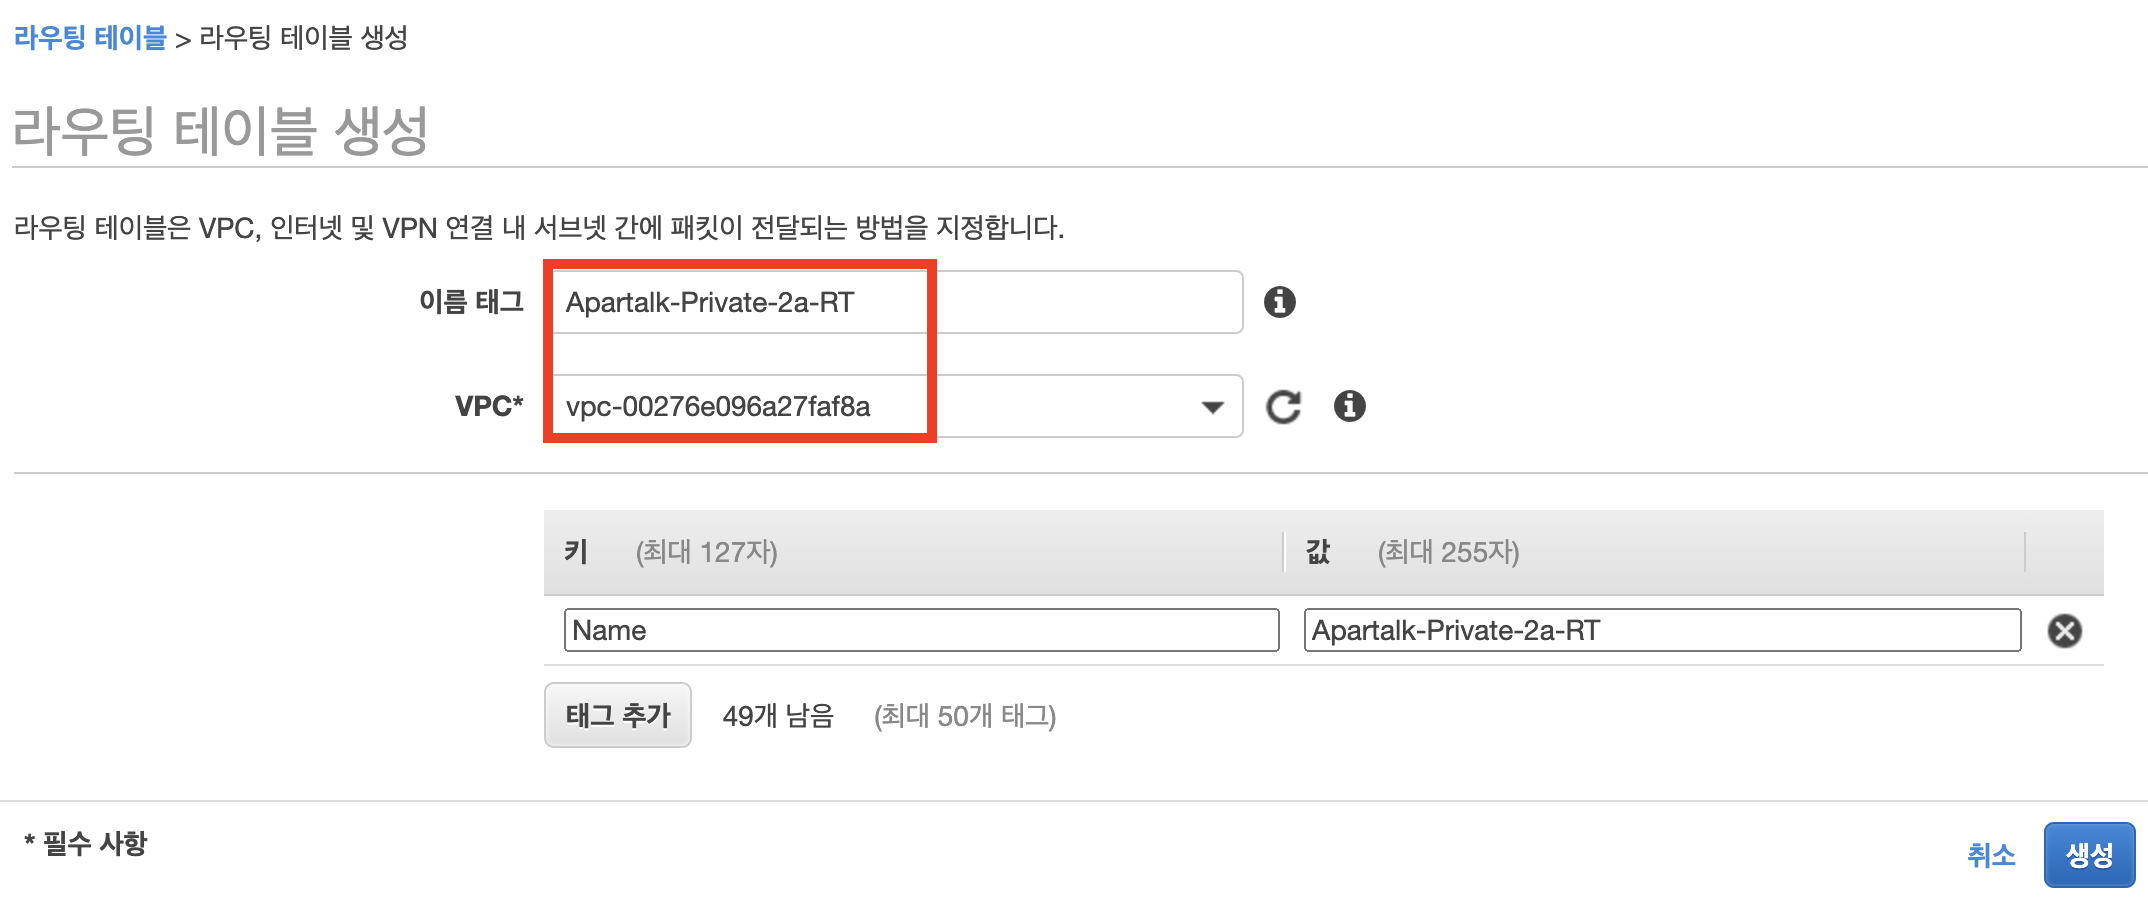 라우팅 테이블 > 라우팅 테이블 생성
라우팅 테이블 생성
라우팅 테이블은 VPC, 인터넷 및 VPN 연결 내 서브넷 간에 패킷이 전달되는 방법을 지정합니다.
이름 태그 Apartalk-Private-2a-RT
VPC* vpc-00276e096a27faf8a
키 (최대 127자) 값 (최대 255자)
Name Apartalk-Private-2a-RT
태그 추가 49개 남음 (최대 50개 태그)
* 필수 사항
취소 생성